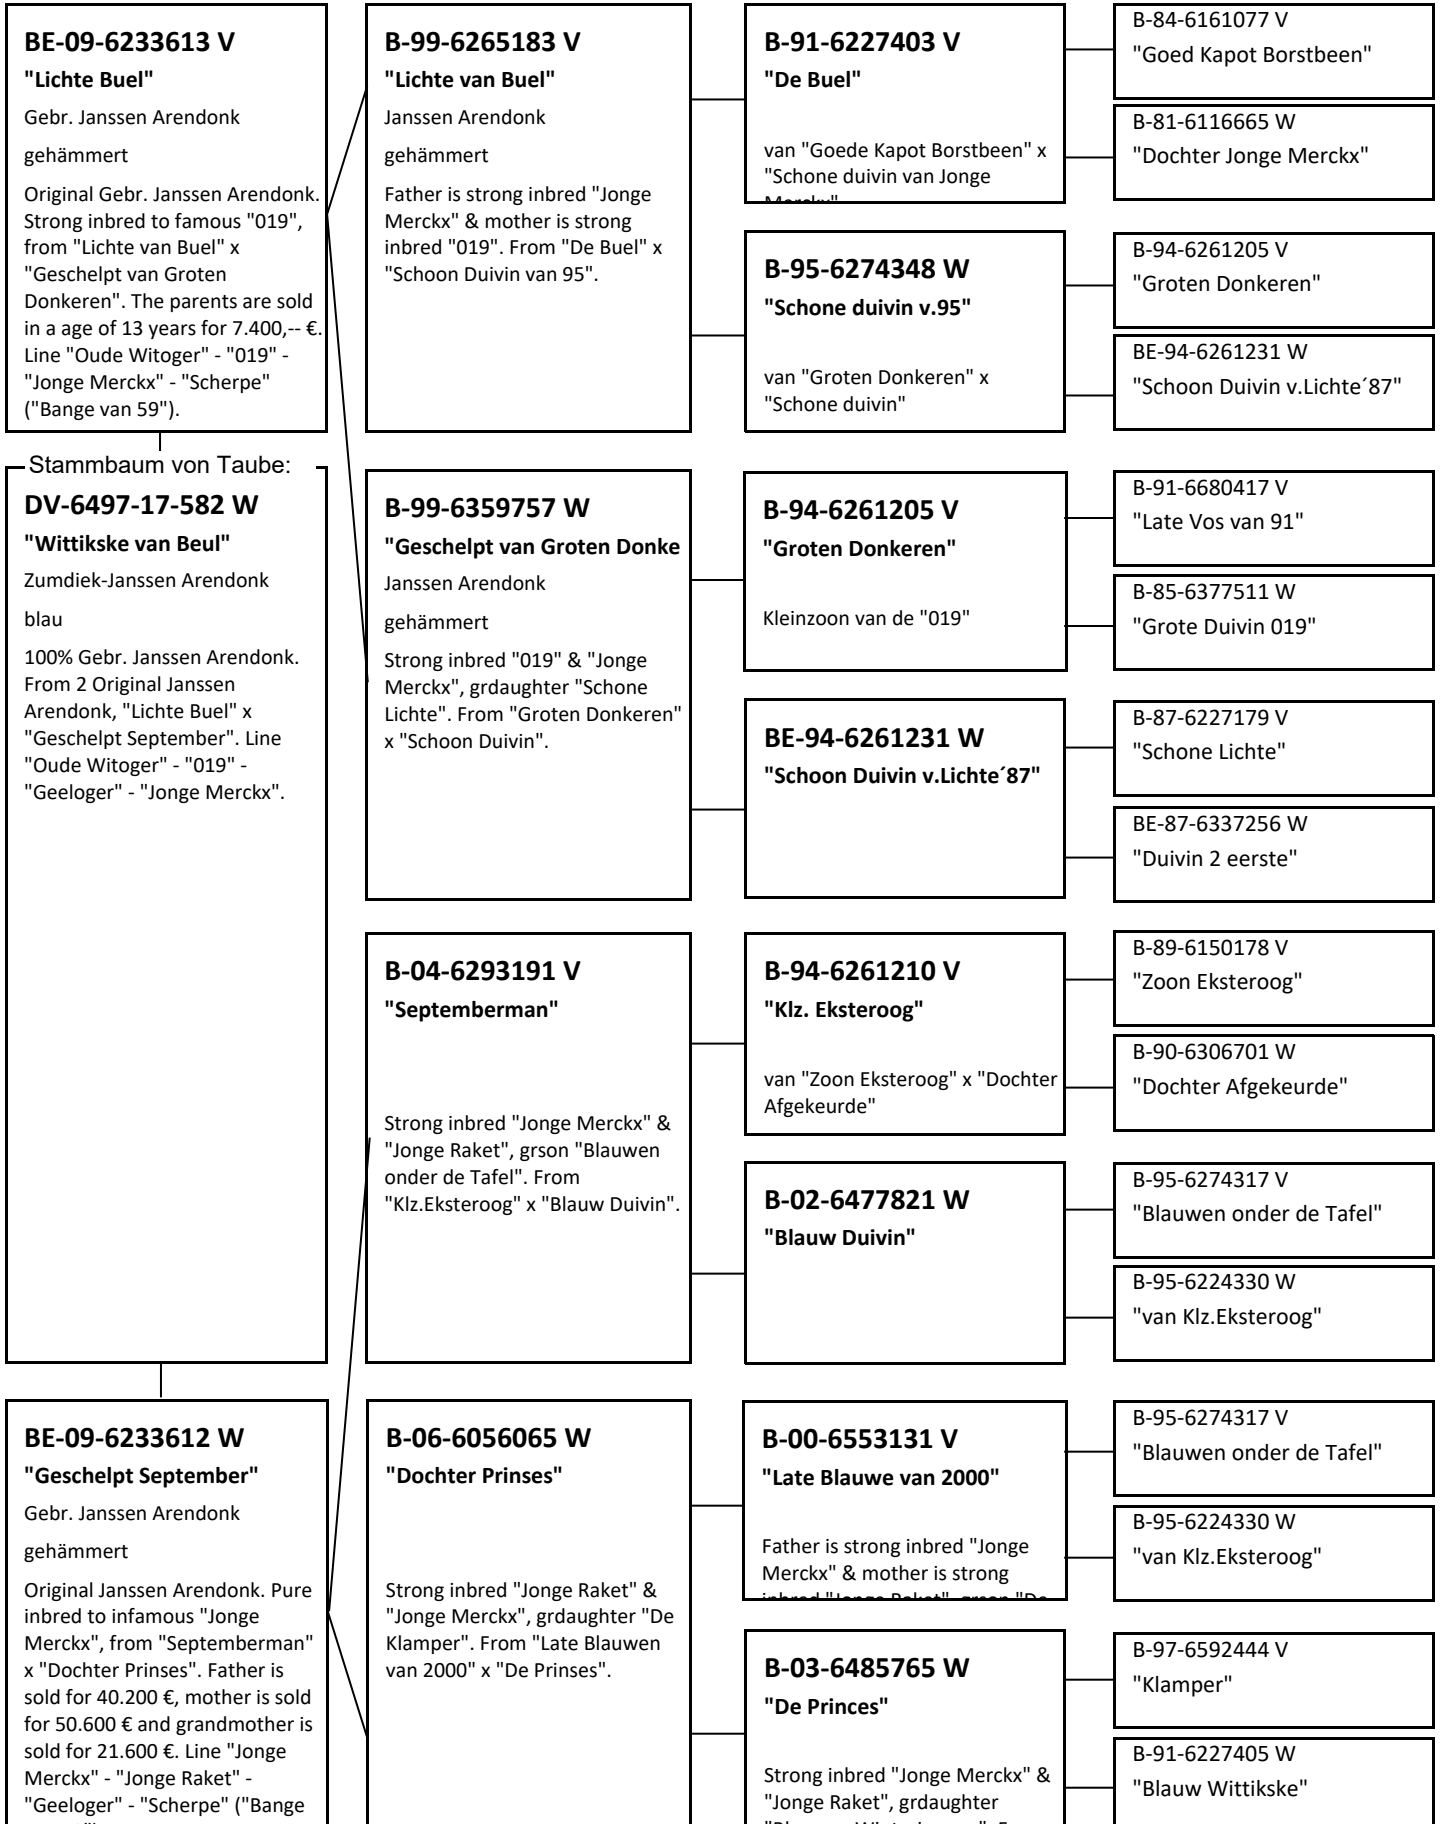 BE-09-6233613 V
"Lichte Buel"
Gebr. Janssen Arendonk
gehämmert
Original Gebr. Janssen Arendonk.
Strong inbred to famous "019",
from "Lichte van Buel" x
"Geschelpt van Groten
Donkeren". The parents are sold
in a age of 13 years for 7.400,-- €.
Line "Oude Witoger" - "019" -
"Jonge Merckx" - "Scherpe"
("Bange van 59").
Stammbaum von Taube:
DV-6497-17-582 W
"Wittikske van Beul"
Zumdiek-Janssen Arendonk
blau
100% Gebr. Janssen Arendonk.
From 2 Original Janssen
Arendonk, "Lichte Buel" x
"Geschelpt September". Line
"Oude Witoger" - "019" -
"Geeloger" - "Jonge Merckx".
BE-09-6233612 W
"Geschelpt September"
Gebr. Janssen Arendonk
gehämmert
Original Janssen Arendonk. Pure
inbred to infamous "Jonge
Merckx", from "Septemberman"
x "Dochter Prinses". Father is
sold for 40.200 €, mother is sold
for 50.600 € and grandmother is
sold for 21.600 €. Line "Jonge
Merckx" - "Jonge Raket" -
"Geeloger" - "Scherpe" ("Bange
B-99-6265183 V
"Lichte van Buel"
Janssen Arendonk
gehämmert
Father is strong inbred "Jonge
Merckx" & mother is strong
inbred "019". From "De Buel" x
"Schoon Duivin van 95".
B-99-6359757 W
"Geschelpt van Groten Donke
Janssen Arendonk
gehämmert
Strong inbred "019" & "Jonge
Merckx", grdaughter "Schone
Lichte". From "Groten Donkeren"
x "Schoon Duivin".
B-04-6293191 V
"Septemberman"
Strong inbred "Jonge Merckx" &
"Jonge Raket", grson "Blauwen
onder de Tafel". From
"Klz.Eksteroog" x "Blauw Duivin".
B-06-6056065 W
"Dochter Prinses"
Strong inbred "Jonge Raket" &
"Jonge Merckx", grdaughter "De
Klamper". From "Late Blauwen
van 2000" x "De Prinses".
B-91-6227403 V
"De Buel"
van "Goede Kapot Borstbeen" x
"Schone duivin van Jonge
Merckx"
B-95-6274348 W
"Schone duivin v.95"
van "Groten Donkeren" x
"Schone duivin"
B-94-6261205 V
"Groten Donkeren"
Kleinzoon van de "019"
BE-94-6261231 W
"Schoon Duivin v.Lichte´87"
B-94-6261210 V
"Klz. Eksteroog"
van "Zoon Eksteroog" x "Dochter
Afgekeurde"
B-02-6477821 W
"Blauw Duivin"
B-00-6553131 V
"Late Blauwe van 2000"
Father is strong inbred "Jonge
Merckx" & mother is strong
inbred "Jonge Raket", grson "De
B-03-6485765 W
"De Princes"
Strong inbred "Jonge Merckx" &
"Jonge Raket", grdaughter
B-84-6161077 V
"Goed Kapot Borstbeen"
B-81-6116665 W
"Dochter Jonge Merckx"
B-94-6261205 V
"Groten Donkeren"
BE-94-6261231 W
"Schoon Duivin v.Lichte´87"
B-91-6680417 V
"Late Vos van 91"
B-85-6377511 W
"Grote Duivin 019"
B-87-6227179 V
"Schone Lichte"
BE-87-6337256 W
"Duivin 2 eerste"
B-89-6150178 V
"Zoon Eksteroog"
B-90-6306701 W
"Dochter Afgekeurde"
B-95-6274317 V
"Blauwen onder de Tafel"
B-95-6224330 W
"van Klz.Eksteroog"
B-95-6274317 V
"Blauwen onder de Tafel"
B-95-6224330 W
"van Klz.Eksteroog"
B-97-6592444 V
"Klamper"
B-91-6227405 W
"Blauw Wittikske"